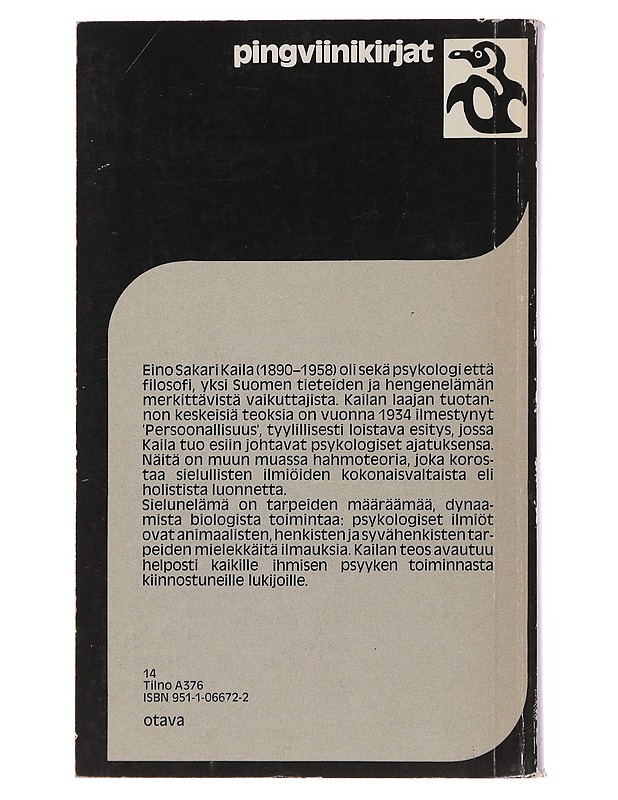 pingviinikirjat
Eino Sakari Kaila (1890–1958) oli sekä psykologi että
filosofi, yksi Suomen tieteiden ja hengenelämän
merkittävistä vaikuttajista. Kailan laajan tuotan-
non keskeisiä teoksia on vuonna 1934 ilmestynyt
'Persoonallisuus', tyylillisesti loistava esitys, jossa
Kaila tuo esiin johtavat psykologiset ajatuksensa.
Näitä on muun muassa hahmoteoria, joka koros-
taa sielullisten ilmiöiden kokonaisvaltaista eli
holistista luonnetta.
Sielunelämä on tarpeiden määräämää, dynaa-
mista biologista toimintaa: psykologiset ilmiöt
ovat animaalisten, henkisten ja syvähenkisten tar-
peiden mielekkäitä ilmauksia. Kailan teos avautuu
helposti kaikille ihmisen psyyken toiminnasta
kiinnostuneille lukijoille.
14
Tilno A376
ISBN 951-1-06672-2
otava